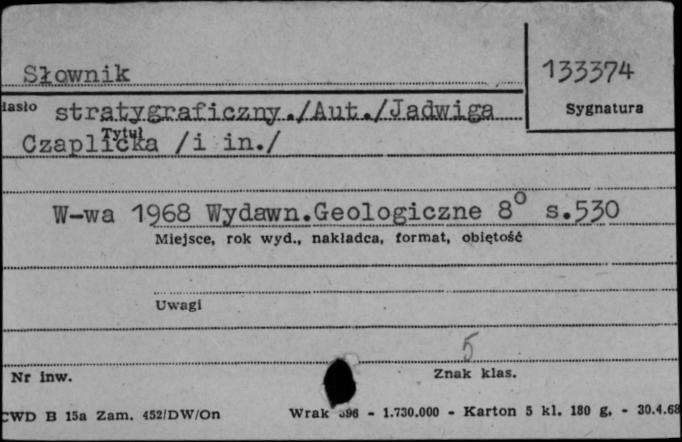 Słownik
133374
Sygnatura
stratygraficzny./Aut./Jadwiga
Tytuł
Czaplicka /i in./
W-wa 1968 Wydawn.Geologiczne 8° s.530
Miejsce, rok wyd., nakładca, format, objętość
Uwagi
5
Nr inw.
Znak klas.
CWD B 15a Zam. 452/DW/On
Wrak 396 - 1.730.000 - Karton 5 kl. 180 g. - 30.4.68